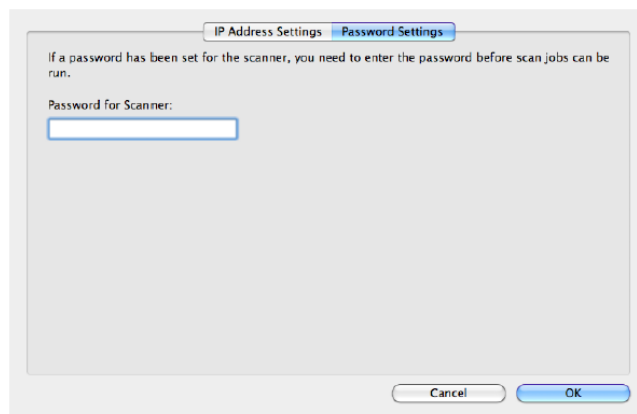 IP Address Settings Password Settings
If a password has been set for the scanner, you need to enter the password before scan jobs can be
run.
Password for Scanner:
Cancel OK